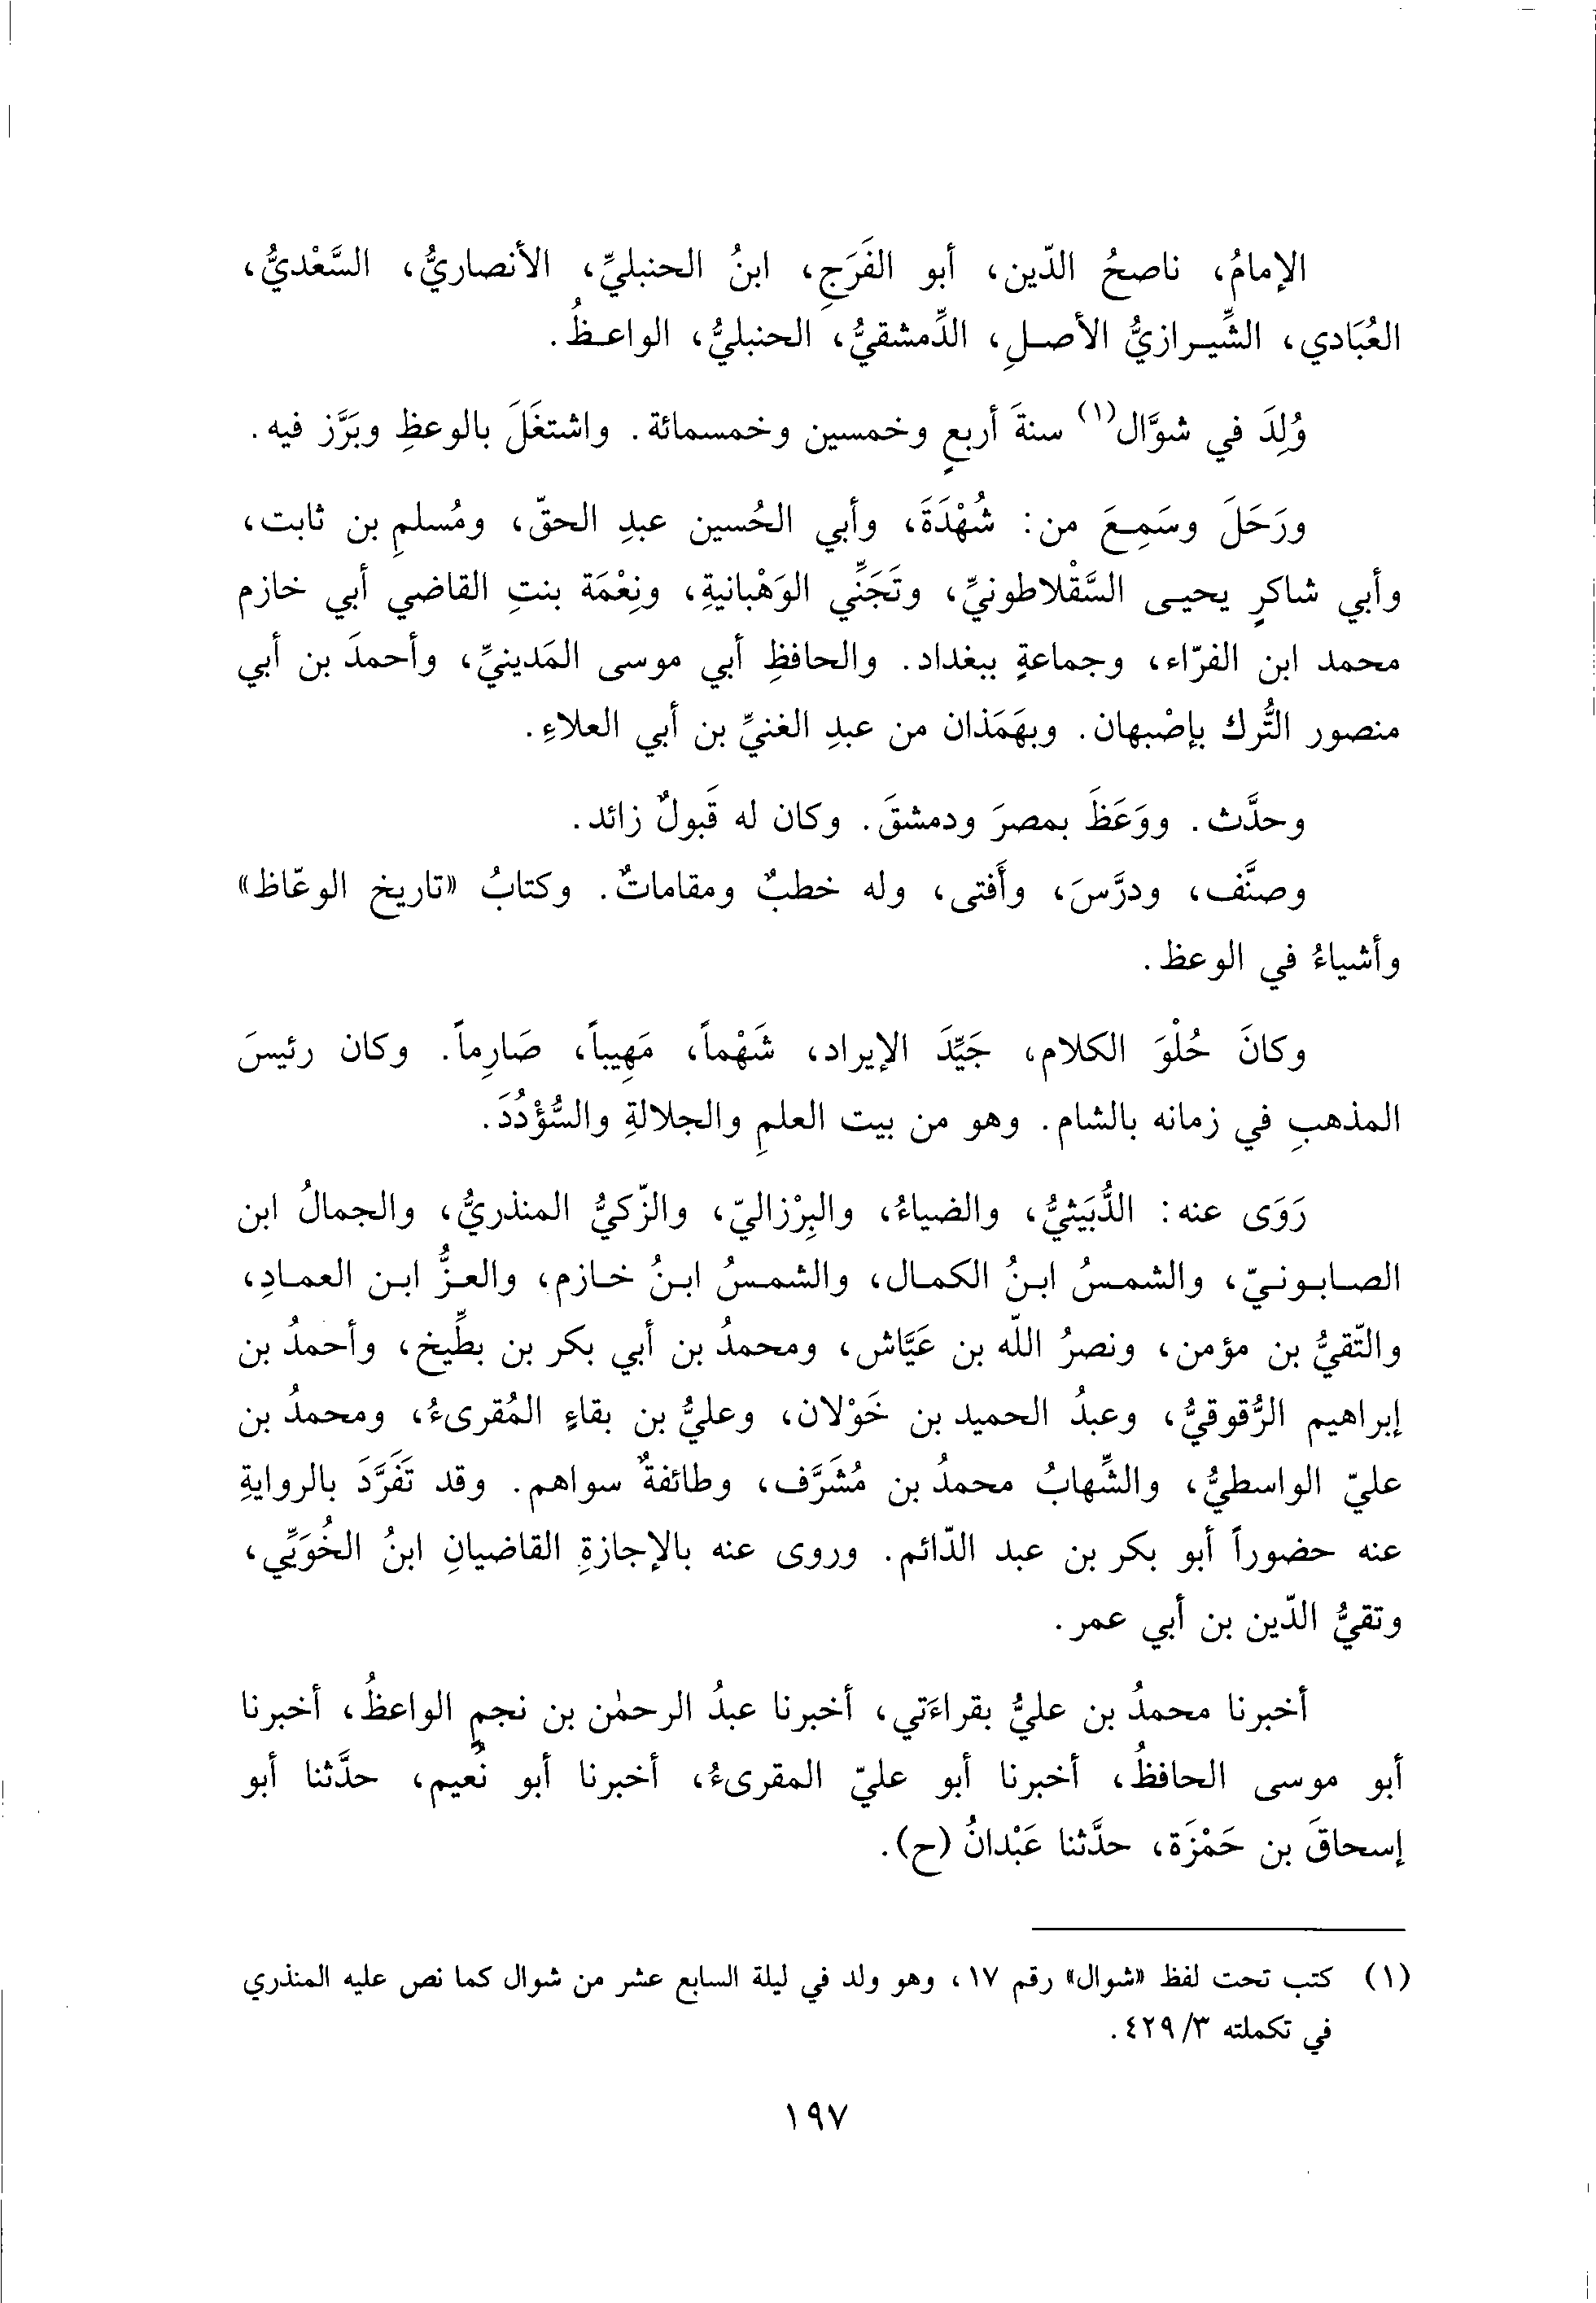 الإمامُ، ناصحُ الدّين، أبو الفَرَجِ، ابنُ الحنبليِّ، الأنصاريُّ، السَّعْديُّ،
العُبَادي، الشِّيـرازيُّ الأصـلِ، الدِّمشقيُّ، الحنبليُّ، الواعـظُ.
وُلِدَ في شوَّال(١) سنةَ أربعٍ وخمسين وخمسمائة. واشتغَلَ بالوعظِ وبَرَّز فيه.
ورَحَلَ وسَمِـعَ من: شُهْدَةَ، وأبي الحُسين عبدِ الحقّ، ومُسلمِ بن ثابت،
وأبي شاكرٍ يحيـى السَّقْلاطونيِّ، وتَجَنِّي الوَهْبانيةِ، ونِعْمَة بنتِ القاضي أبي خازم
محمد ابن الفرّاء، وجماعةٍ ببغداد. والحافظِ أبي موسى المَدينيِّ، وأحمدَ بن أبي
منصور التُّرك بإصْبهان. وبهَمَذان من عبدِ الغنيِّ بن أبي العلاءِ.
وحدَّث. ووَعَظَ بمصرَ ودمشقَ. وكان له قَبولٌ زائد.
وصنَّف، ودرَّسَ، وأَفتى، وله خطبٌ ومقاماتٌ. وكتابُ «تاريخ الوعّاظ»
وأشياءُ في الوعظ.
وكانَ حُلْوَ الكلام، جَيِّدَ الإيراد، شَهْماً، مَهِيباً، صَارِماً. وكان رئيسَ
المذهبِ في زمانه بالشام. وهو من بيت العلمِ والجلالةِ والسُّؤْدُدَ.
رَوَى عنه: الدُّبَيْثيُّ، والضياءُ، والبِرْزاليّ، والزّكيُّ المنذريُّ، والجمالُ ابن
الصـابـونـيّ، والشمـسُ ابـنُ الكمـال، والشمـسُ ابـنُ خـازم، والعـزُّ ابـن العمـادِ،
والتّقيُّ بن مؤمن، ونصرُ اللّه بن عَيَّاش، ومحمدُ بن أبي بكر بن بطِّيخ، وأحمدُ بن
إبراهيم الرُّقوقيُّ، وعبدُ الحميد بن خَوْلان، وعليُّ بن بقاءٍ المُقرىءُ، ومحمدُ بن
عليّ الواسطيُّ، والشِّهابُ محمدُ بن مُشَرَّف، وطائفةٌ سواهم. وقد تَفَرَّدَ بالروايةِ
عنه حضوراً أبو بكر بن عبد الدّائم. وروى عنه بالإجازةِ القاضيانِ ابنُ الخُوَيِّي،
وتقيُّ الدّين بن أبي عمر.
أخبرنا محمدُ بن عليُّ بقراءَتي، أخبرنا عبدُ الرحمٰن بن نجمٍ الواعظُ، أخبرنا
أبو موسى الحافظُ، أخبرنا أبو عليّ المقرىءُ، أخبرنا أبو نُعيم، حدَّثنا أبو
إسحاقَ بن حَمْزَة، حدَّثنا عَبْدانُ (ح).
(١) كتب تحت لفظ «شوال» رقم ١٧، وهو ولد في ليلة السابع عشر من شوال كما نص عليه المنذري
في تكملته ٣/ ٤٢٩.
١٩٧